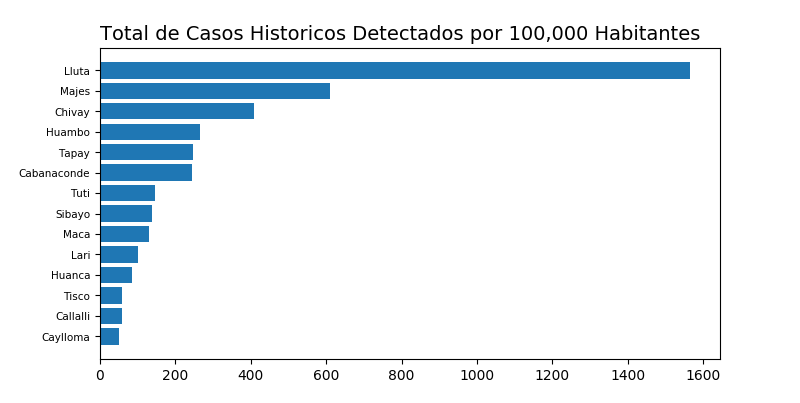 Total de Casos Historicos Detectados por 100,000 Habitantes
Lluta
Majes
Chivay
Huambo
Tapay
Cabanaconde
Tuti
Sibayo
Maca
Lari
Huanca
Tisco
Callalli
Caylloma
0 200 400 600 800 1000 1200 1400 1600